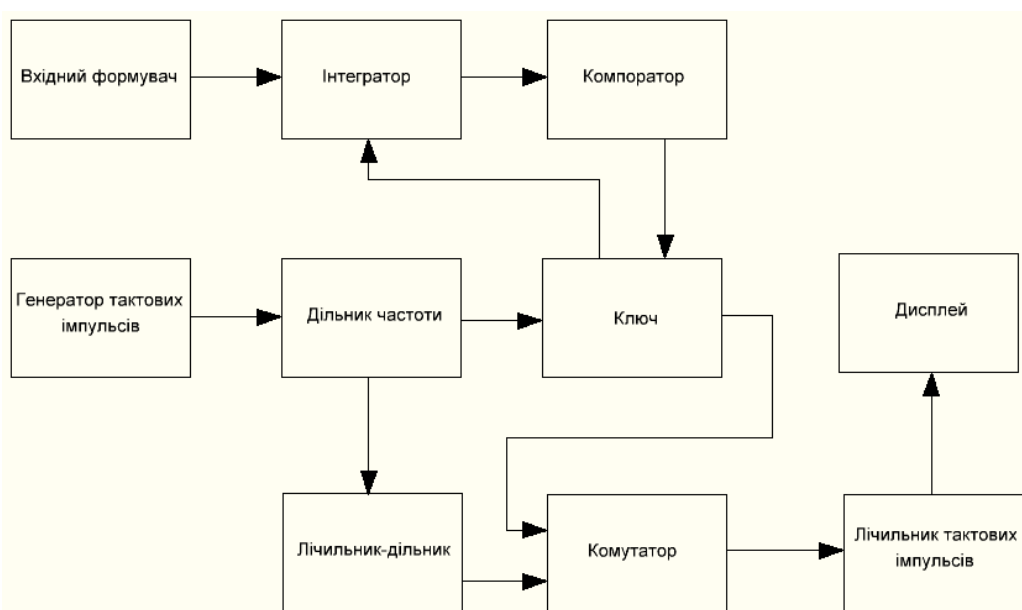 Вхідний формувач
Інтегратор
Компоратор
Генератор тактових
імпульсів
Дільник частоти
Ключ
Дисплей
Лічильник-дільник
Комутатор
Лічильник тактових
імпульсів